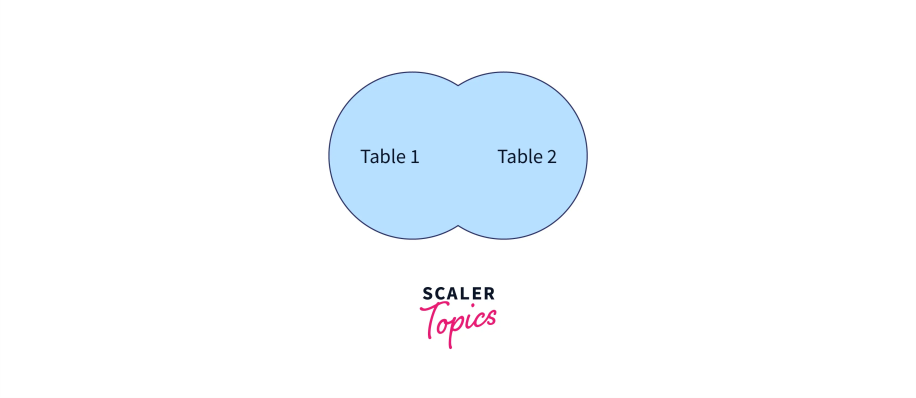 Table 1 Table 2
SCALER
Topics